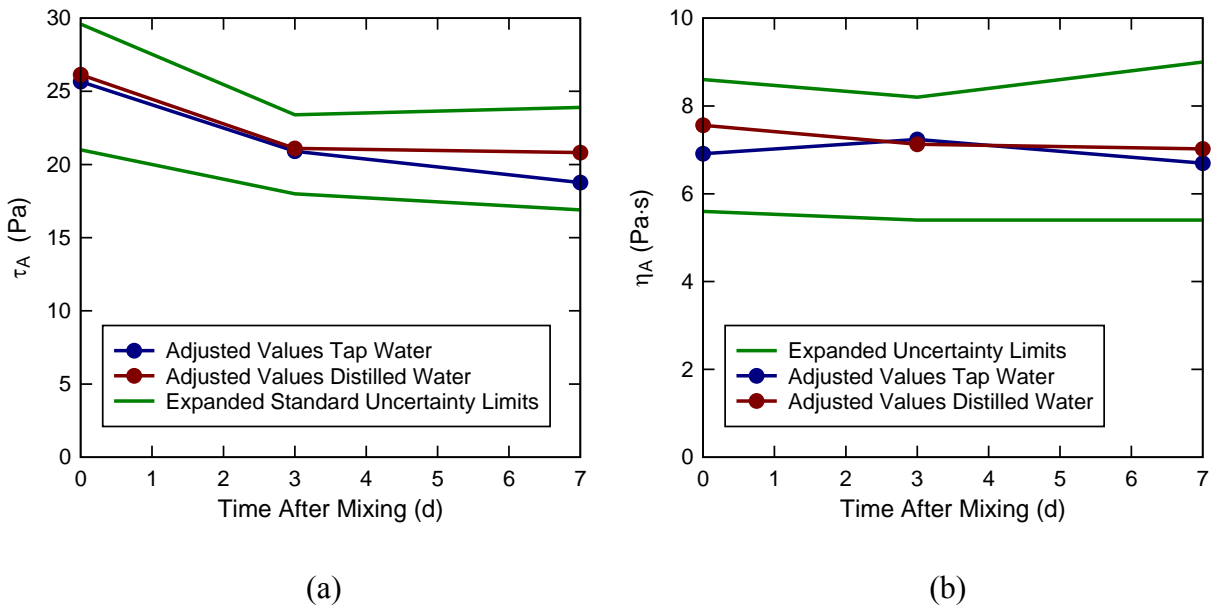 30
25
20
15
10
5
0
τA (Pa)
Adjusted Values Tap Water
Adjusted Values Distilled Water
Expanded Standard Uncertainty Limits
0 1 2 3 4 5 6 7
Time After Mixing (d)
(a)
10
8
6
4
2
0
ηA (Pa·s)
Expanded Uncertainty Limits
Adjusted Values Tap Water
Adjusted Values Distilled Water
0 1 2 3 4 5 6 7
Time After Mixing (d)
(b)